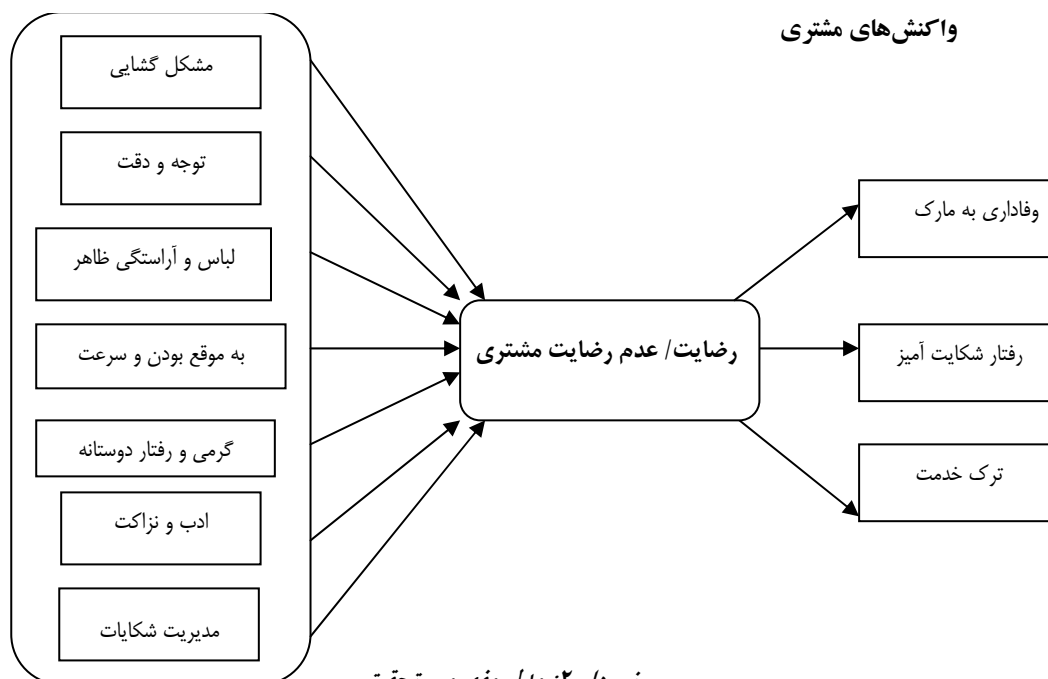 واکنش‌های مشتری
مشکل گشایی
توجه و دقت
لباس و آراستگی ظاهر
به موقع بودن و سرعت
گرمی و رفتار دوستانه
ادب و نزاکت
مدیریت شکایات
رضایت/ عدم رضایت مشتری
وفاداری به مارک
رفتار شکایت آمیز
ترک خدمت